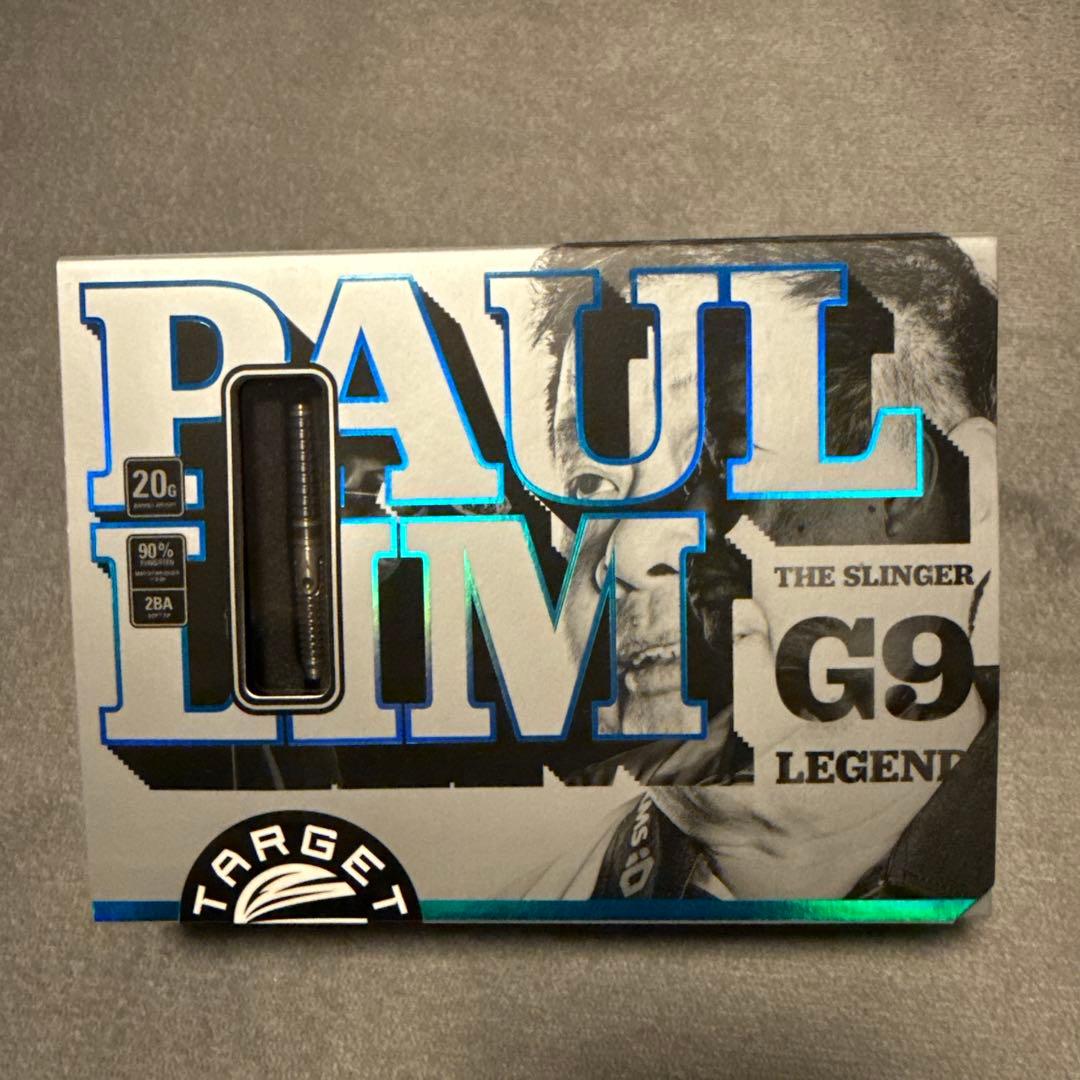 PAUL
LIM
20G
90%
TUNGSTEN
2BA
THE SLINGER
G9
LEGEND
TARGET